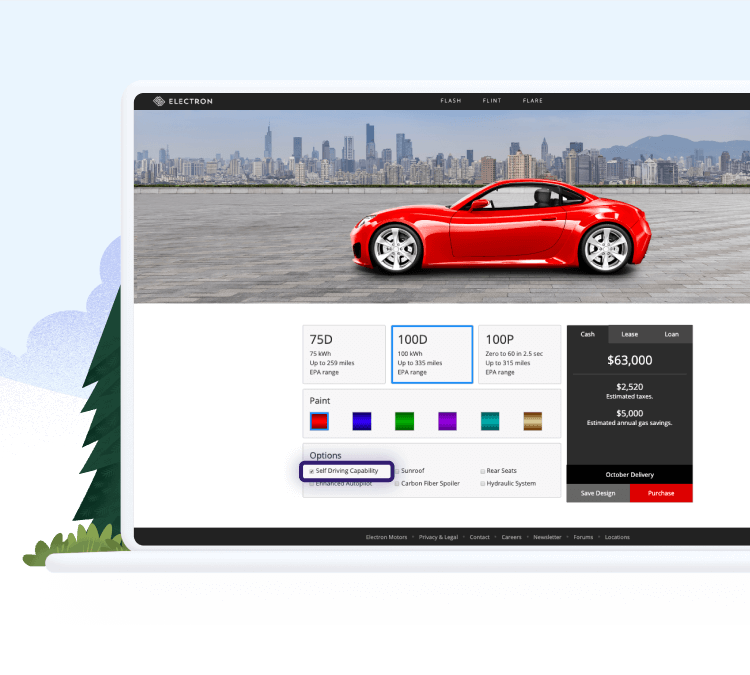 ELECTRON
FLASH FLINT FLARE
75D
75 kWh
Up to 259 miles
EPA range
100D
100 kWh
Up to 335 miles
EPA range
100P
Zero to 60 in 2.5 sec
Up to 315 miles
EPA range
Paint
Options
Self Driving Capability
Sunroof
Rear Seats
Enhanced Autopilot
Carbon Fiber Spoiler
Hydraulic System
Cash Lease Loan
$63,000
$2,520
Estimated taxes.
$5,000
Estimated annual gas savings.
October Delivery
Save Design Purchase
Electron Motors • Privacy & Legal • Contact • Careers • Newsletter • Forums • Locations